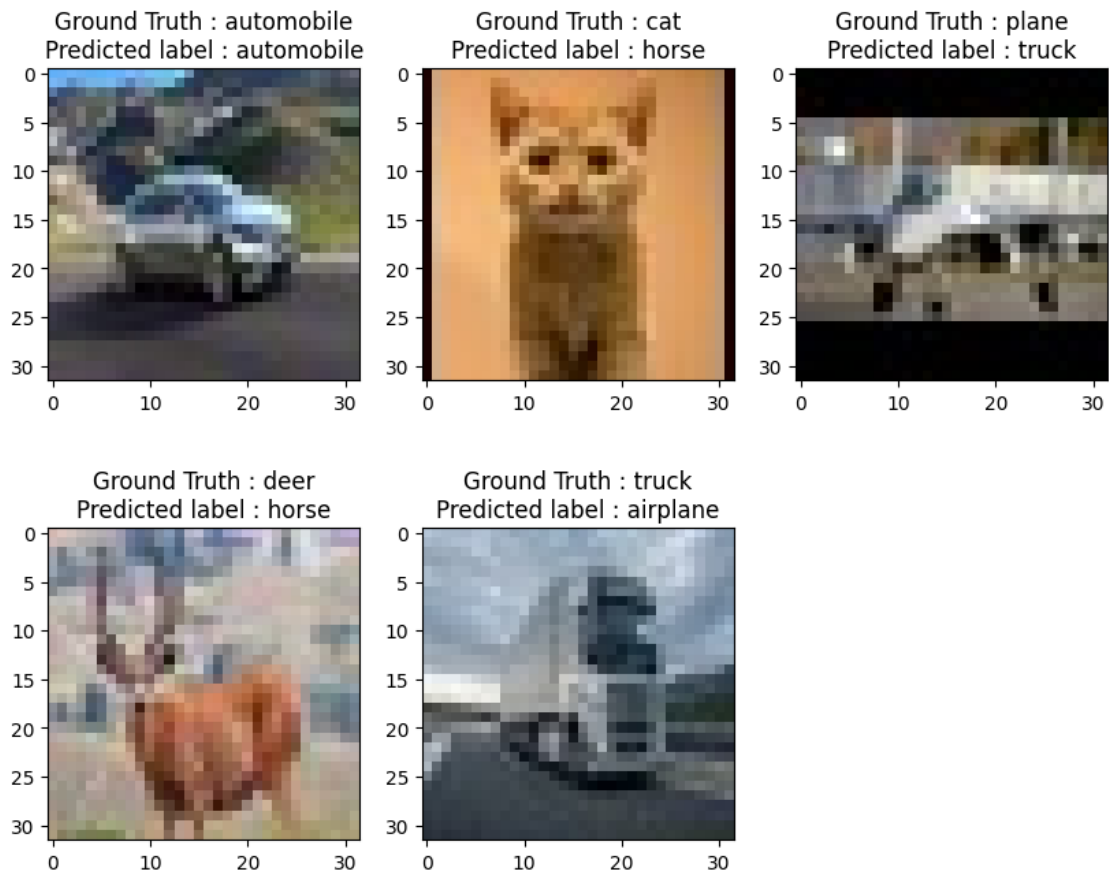 Ground Truth : automobile
Predicted label : automobile
Ground Truth : cat
Predicted label : horse
Ground Truth : plane
Predicted label : truck
0
5
10
15
20
25
30
0 10 20 30
0
5
10
15
20
25
30
0 10 20 30
0
5
10
15
20
25
30
0 10 20 30
Ground Truth : deer
Predicted label : horse
Ground Truth : truck
Predicted label : airplane
0
5
10
15
20
25
30
0 10 20 30
0
5
10
15
20
25
30
0 10 20 30